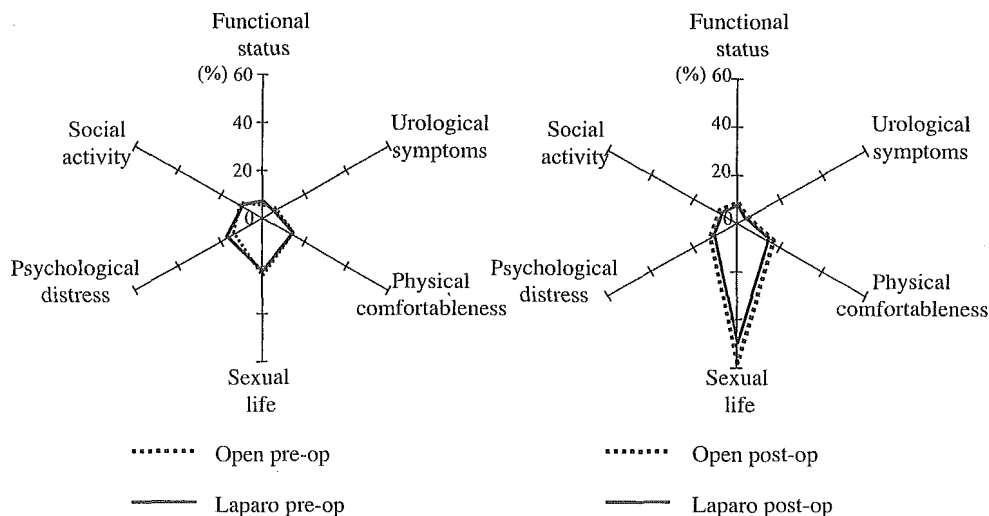 Functional
status
(%) 60
40
20
0
Social
activity
Urological
symptoms
Psychological
distress
Physical
comfortableness
Sexual
life
Open pre-op
Laparo pre-op
Functional
status
(%) 60
40
20
0
Social
activity
Urological
symptoms
Psychological
distress
Physical
comfortableness
Sexual
life
Open post-op
Laparo post-op